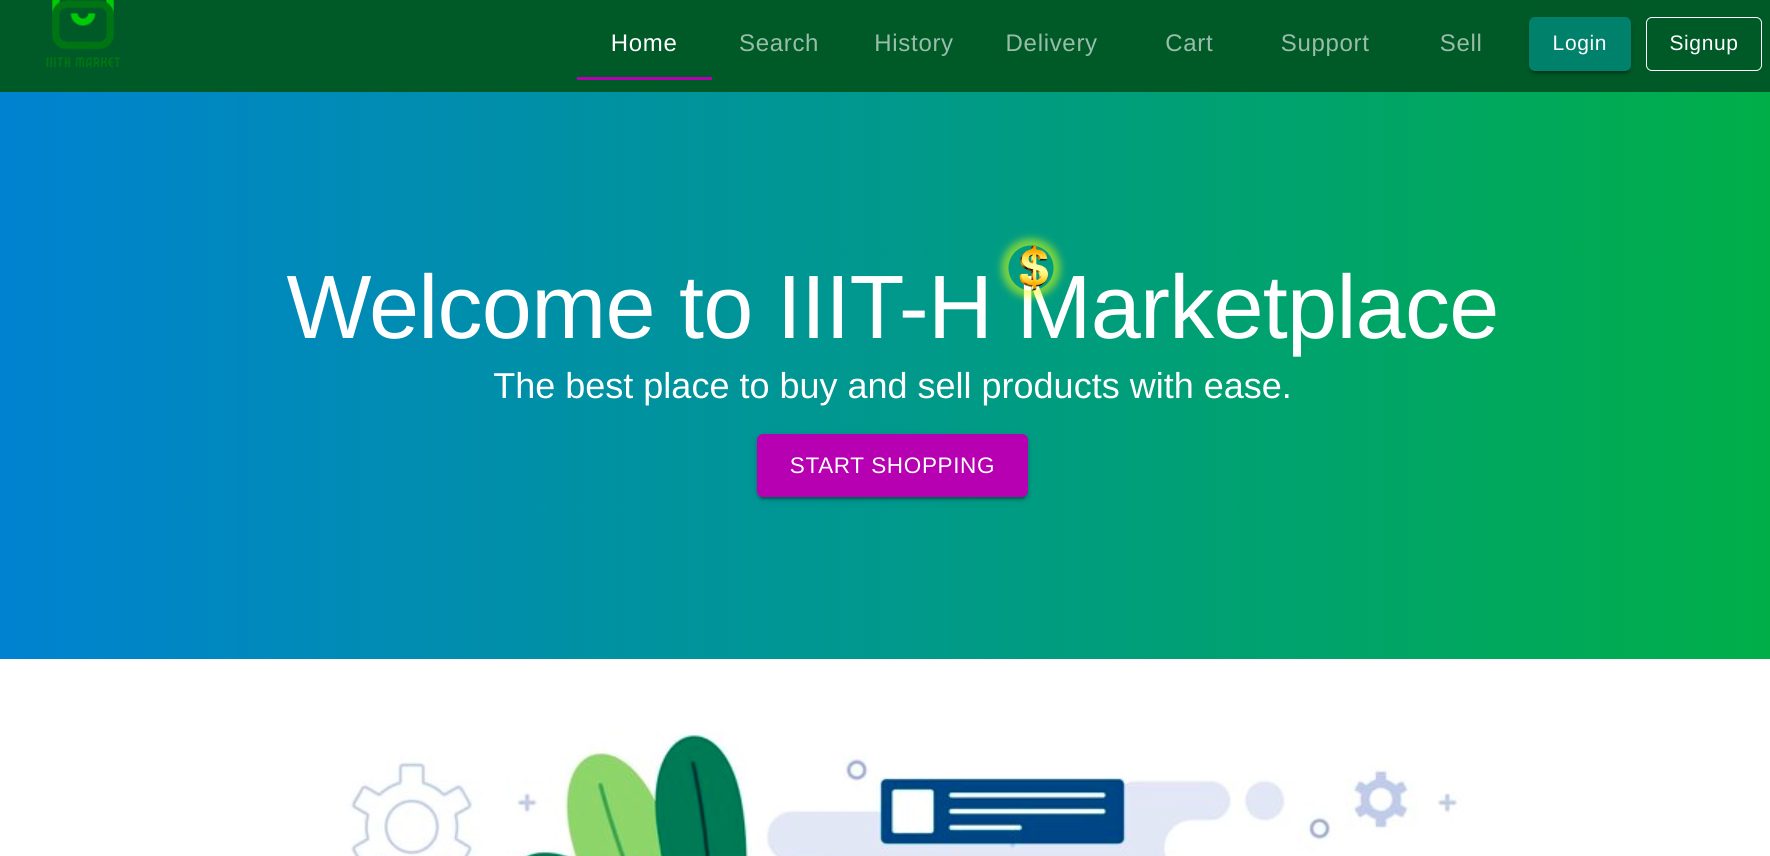 IIITH MARKET
Home Search History Delivery Cart Support Sell Login Signup
$
Welcome to IIIT-H Marketplace
The best place to buy and sell products with ease.
START SHOPPING